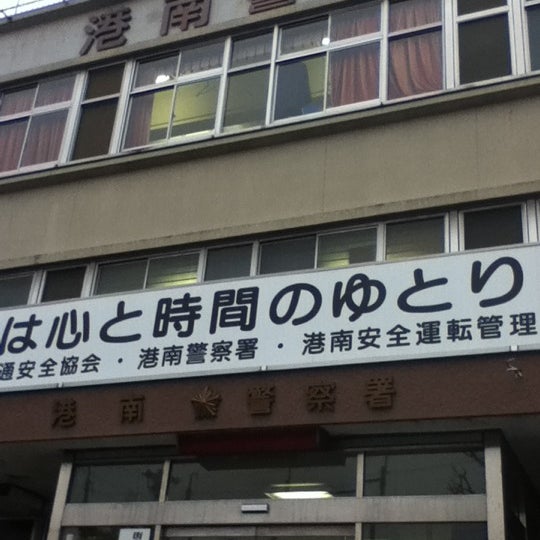 港南警
は心と時間のゆとり
通安全協会・港南警察署・港南安全運転管理
港南警察署